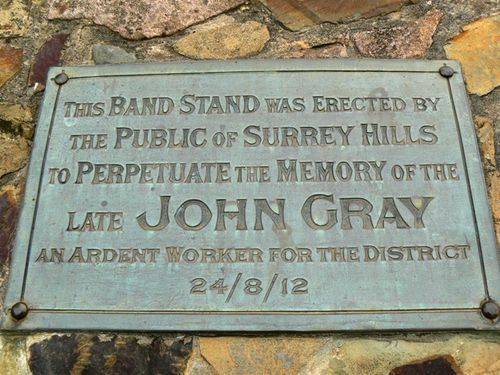 THIS BAND STAND WAS ERECTED BY
THE PUBLIC OF SURREY HILLS
TO PERPETUATE THE MEMORY OF THE
LATE JOHN GRAY
AN ARDENT WORKER FOR THE DISTRICT
24/8/12